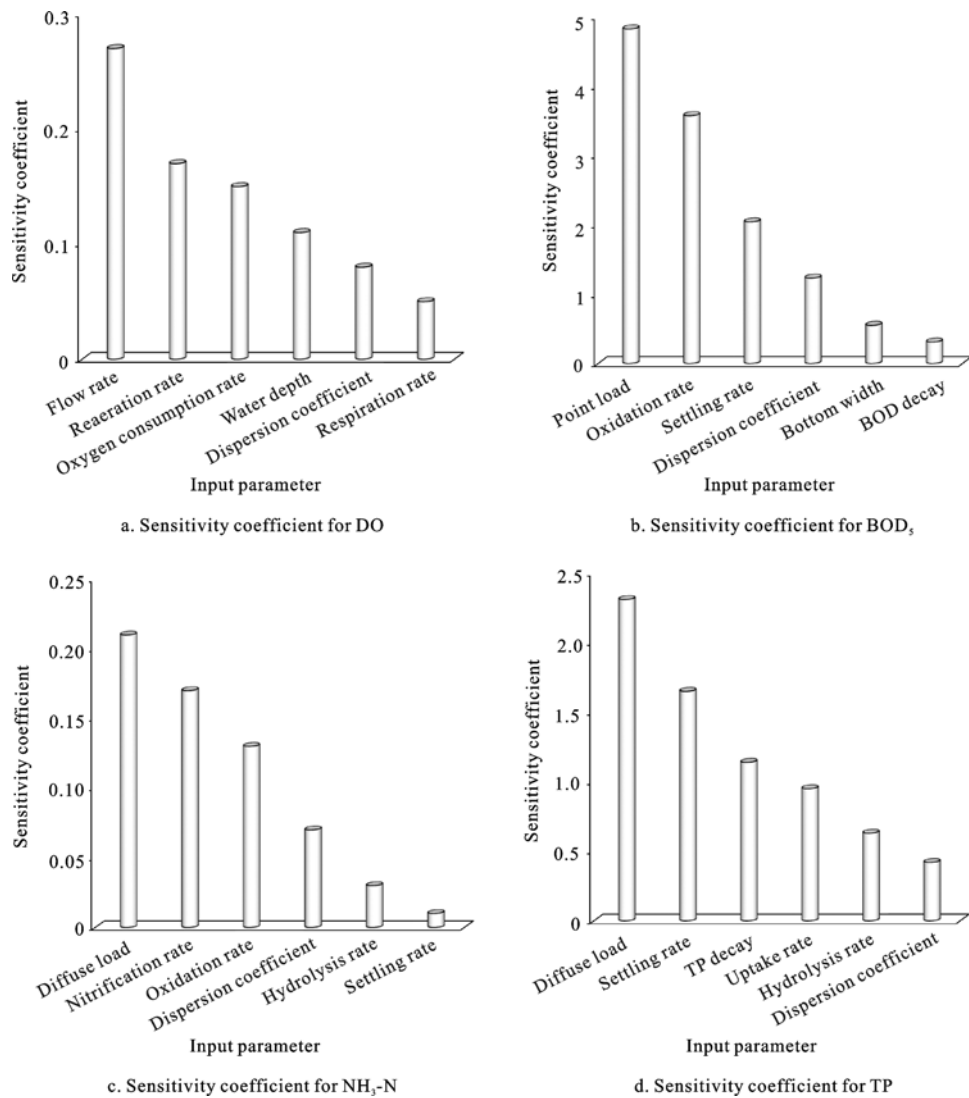 0.3
0.2
0.1
0
Sensitivity coefficient
Flow rate
Reaeration rate
Oxygen consumption rate
Water depth
Dispersion coefficient
Respiration rate
Input parameter
a. Sensitivity coefficient for DO
5
4
3
2
1
0
Sensitivity coefficient
Point load
Oxidation rate
Settling rate
Dispersion coefficient
Bottom width
BOD decay
Input parameter
b. Sensitivity coefficient for BOD₅
0.25
0.20
0.15
0.10
0.05
0
Sensitivity coefficient
Diffuse load
Nitrification rate
Oxidation rate
Dispersion coefficient
Hydrolysis rate
Settling rate
Input parameter
c. Sensitivity coefficient for NH₃-N
2.5
2.0
1.5
1.0
0.5
0
Sensitivity coefficient
Diffuse load
Settling rate
TP decay
Uptake rate
Hydrolysis rate
Dispersion coefficient
Input parameter
d. Sensitivity coefficient for TP